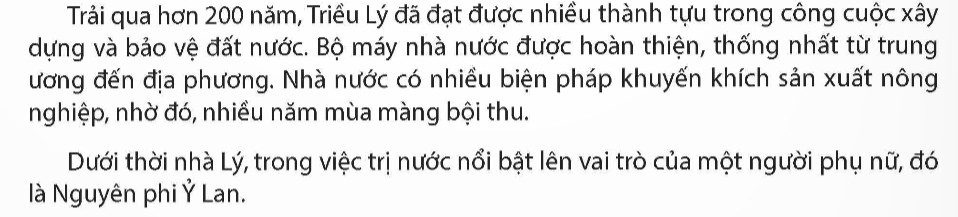 Trải qua hơn 200 năm, Triều Lý đã đạt được nhiều thành tựu trong công cuộc xây
dựng và bảo vệ đất nước. Bộ máy nhà nước được hoàn thiện, thống nhất từ trung
ương đến địa phương. Nhà nước có nhiều biện pháp khuyến khích sản xuất nông
nghiệp, nhờ đó, nhiều năm mùa màng bội thu.
Dưới thời nhà Lý, trong việc trị nước nổi bật lên vai trò của một người phụ nữ, đó
là Nguyên phi Ỷ Lan.